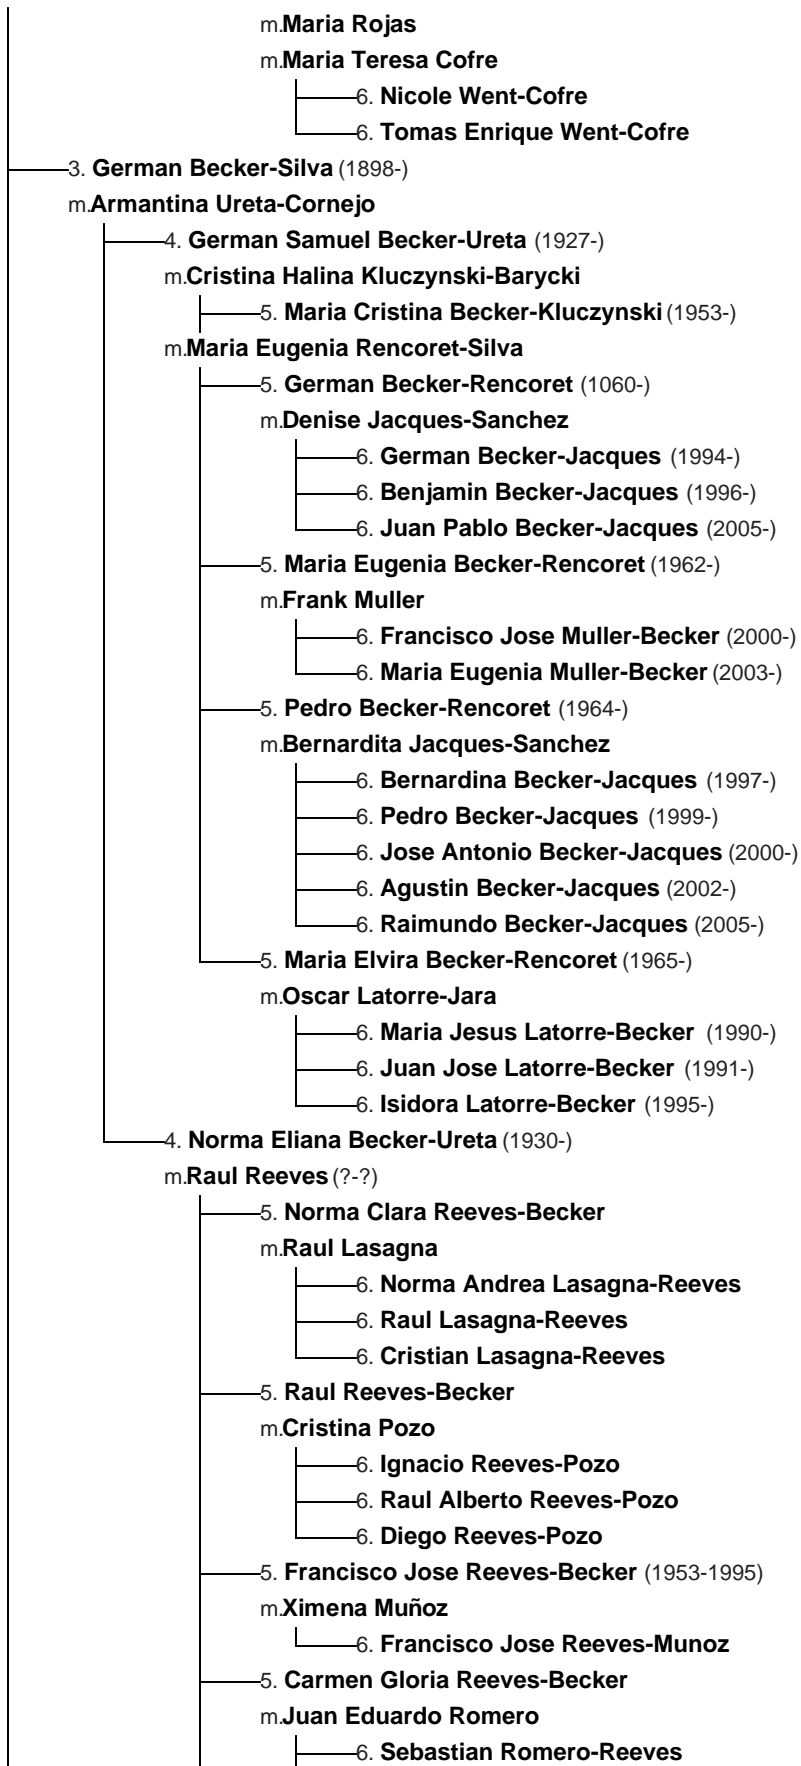 m.Maria Rojas
m.Maria Teresa Cofre
6. Nicole Went-Cofre
6. Tomas Enrique Went-Cofre
3. German Becker-Silva (1898-)
m.Armantina Ureta-Cornejo
4. German Samuel Becker-Ureta (1927-)
m.Cristina Halina Kluczynski-Barycki
5. Maria Cristina Becker-Kluczynski (1953-)
m.Maria Eugenia Rencoret-Silva
5. German Becker-Rencoret (1060-)
m.Denise Jacques-Sanchez
6. German Becker-Jacques (1994-)
6. Benjamin Becker-Jacques (1996-)
6. Juan Pablo Becker-Jacques (2005-)
5. Maria Eugenia Becker-Rencoret (1962-)
m.Frank Muller
6. Francisco Jose Muller-Becker (2000-)
6. Maria Eugenia Muller-Becker (2003-)
5. Pedro Becker-Rencoret (1964-)
m.Bernardita Jacques-Sanchez
6. Bernardina Becker-Jacques (1997-)
6. Pedro Becker-Jacques (1999-)
6. Jose Antonio Becker-Jacques (2000-)
6. Agustin Becker-Jacques (2002-)
6. Raimundo Becker-Jacques (2005-)
5. Maria Elvira Becker-Rencoret (1965-)
m.Oscar Latorre-Jara
6. Maria Jesus Latorre-Becker (1990-)
6. Juan Jose Latorre-Becker (1991-)
6. Isidora Latorre-Becker (1995-)
4. Norma Eliana Becker-Ureta (1930-)
m.Raul Reeves (?-?)
5. Norma Clara Reeves-Becker
m.Raul Lasagna
6. Norma Andrea Lasagna-Reeves
6. Raul Lasagna-Reeves
6. Cristian Lasagna-Reeves
5. Raul Reeves-Becker
m.Cristina Pozo
6. Ignacio Reeves-Pozo
6. Raul Alberto Reeves-Pozo
6. Diego Reeves-Pozo
5. Francisco Jose Reeves-Becker (1953-1995)
m.Ximena Muñoz
6. Francisco Jose Reeves-Munoz
5. Carmen Gloria Reeves-Becker
m.Juan Eduardo Romero
6. Sebastian Romero-Reeves